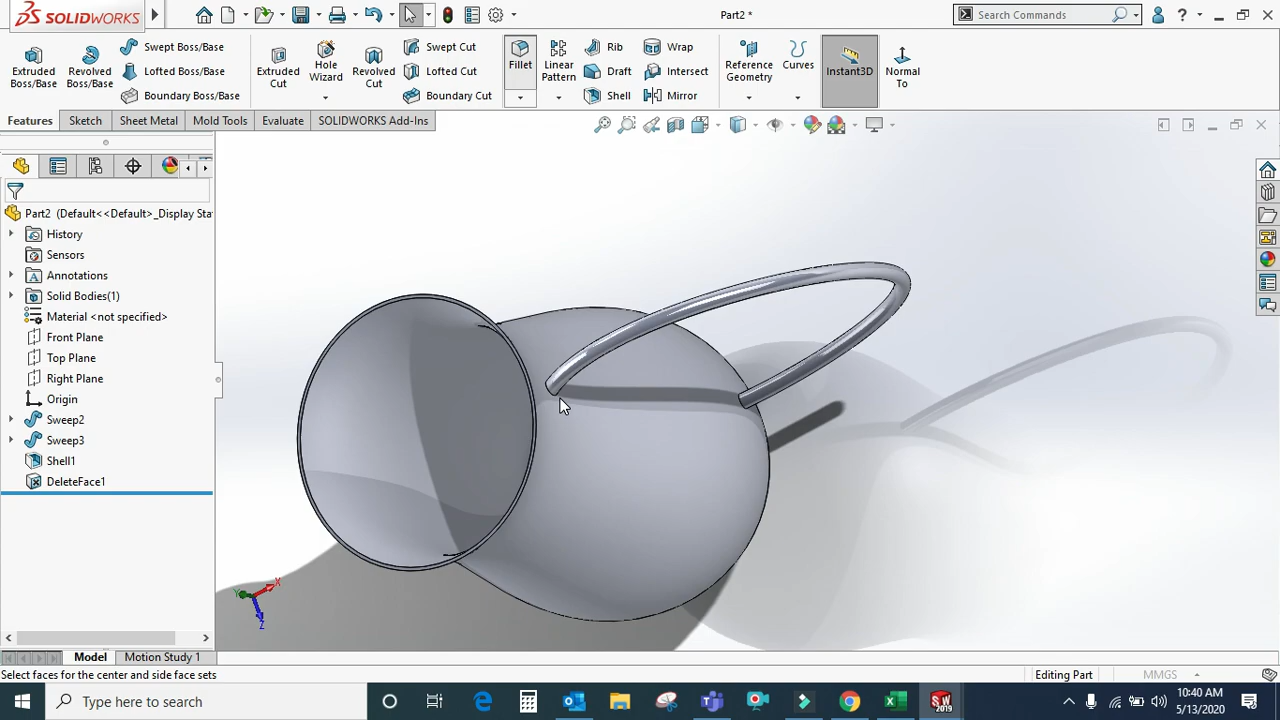 SOLIDWORKS
Part2 *
Search Commands
Extruded Boss/Base
Revolved Boss/Base
Swept Boss/Base
Lofted Boss/Base
Boundary Boss/Base
Extruded Cut
Hole Wizard
Revolved Cut
Swept Cut
Lofted Cut
Boundary Cut
Fillet
Linear Pattern
Rib
Draft
Shell
Wrap
Intersect
Mirror
Reference Geometry
Curves
Instant3D
Normal To
Features
Sketch
Sheet Metal
Mold Tools
Evaluate
SOLIDWORKS Add-Ins
Part2 (Default<<Default>_Display Sta
History
Sensors
Annotations
Solid Bodies(1)
Material <not specified>
Front Plane
Top Plane
Right Plane
Origin
Sweep2
Sweep3
Shell1
DeleteFace1
X
Y
Z
Model
Motion Study 1
Select faces for the center and side face sets
Editing Part
MMGS
Type here to search
SW
2019
10:40 AM
5/13/2020